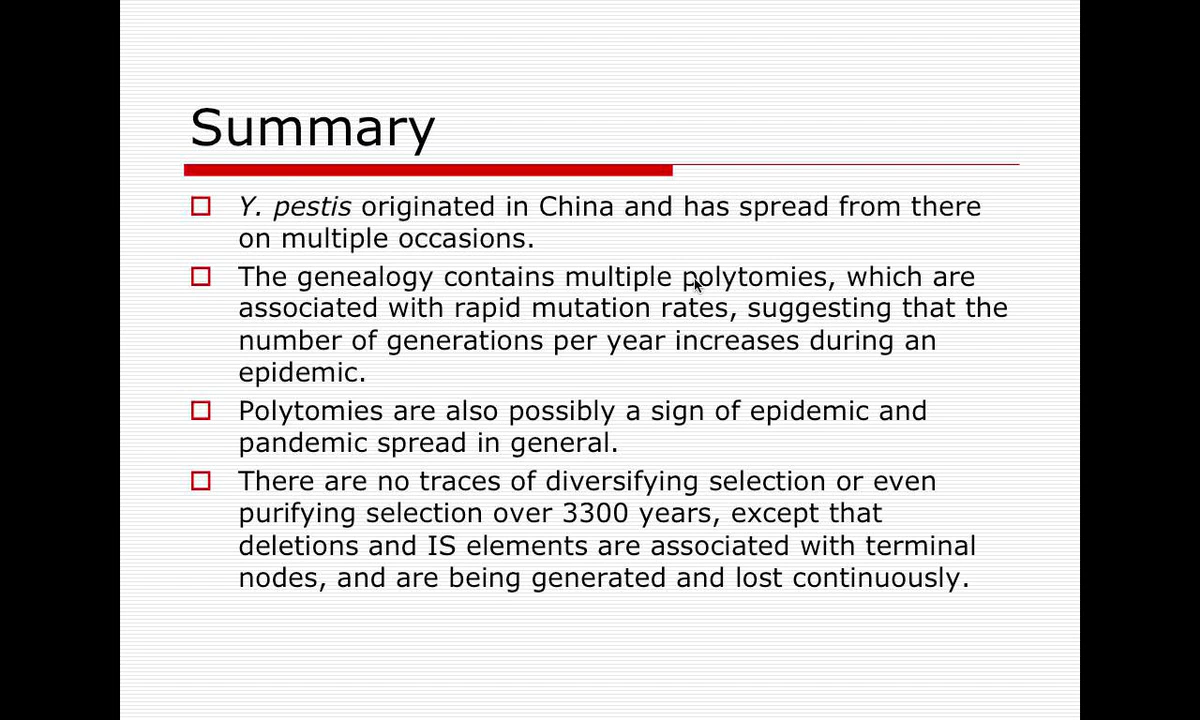 Summary
Y. pestis originated in China and has spread from there
on multiple occasions.
The genealogy contains multiple polytomies, which are
associated with rapid mutation rates, suggesting that the
number of generations per year increases during an
epidemic.
Polytomies are also possibly a sign of epidemic and
pandemic spread in general.
There are no traces of diversifying selection or even
purifying selection over 3300 years, except that
deletions and IS elements are associated with terminal
nodes, and are being generated and lost continuously.